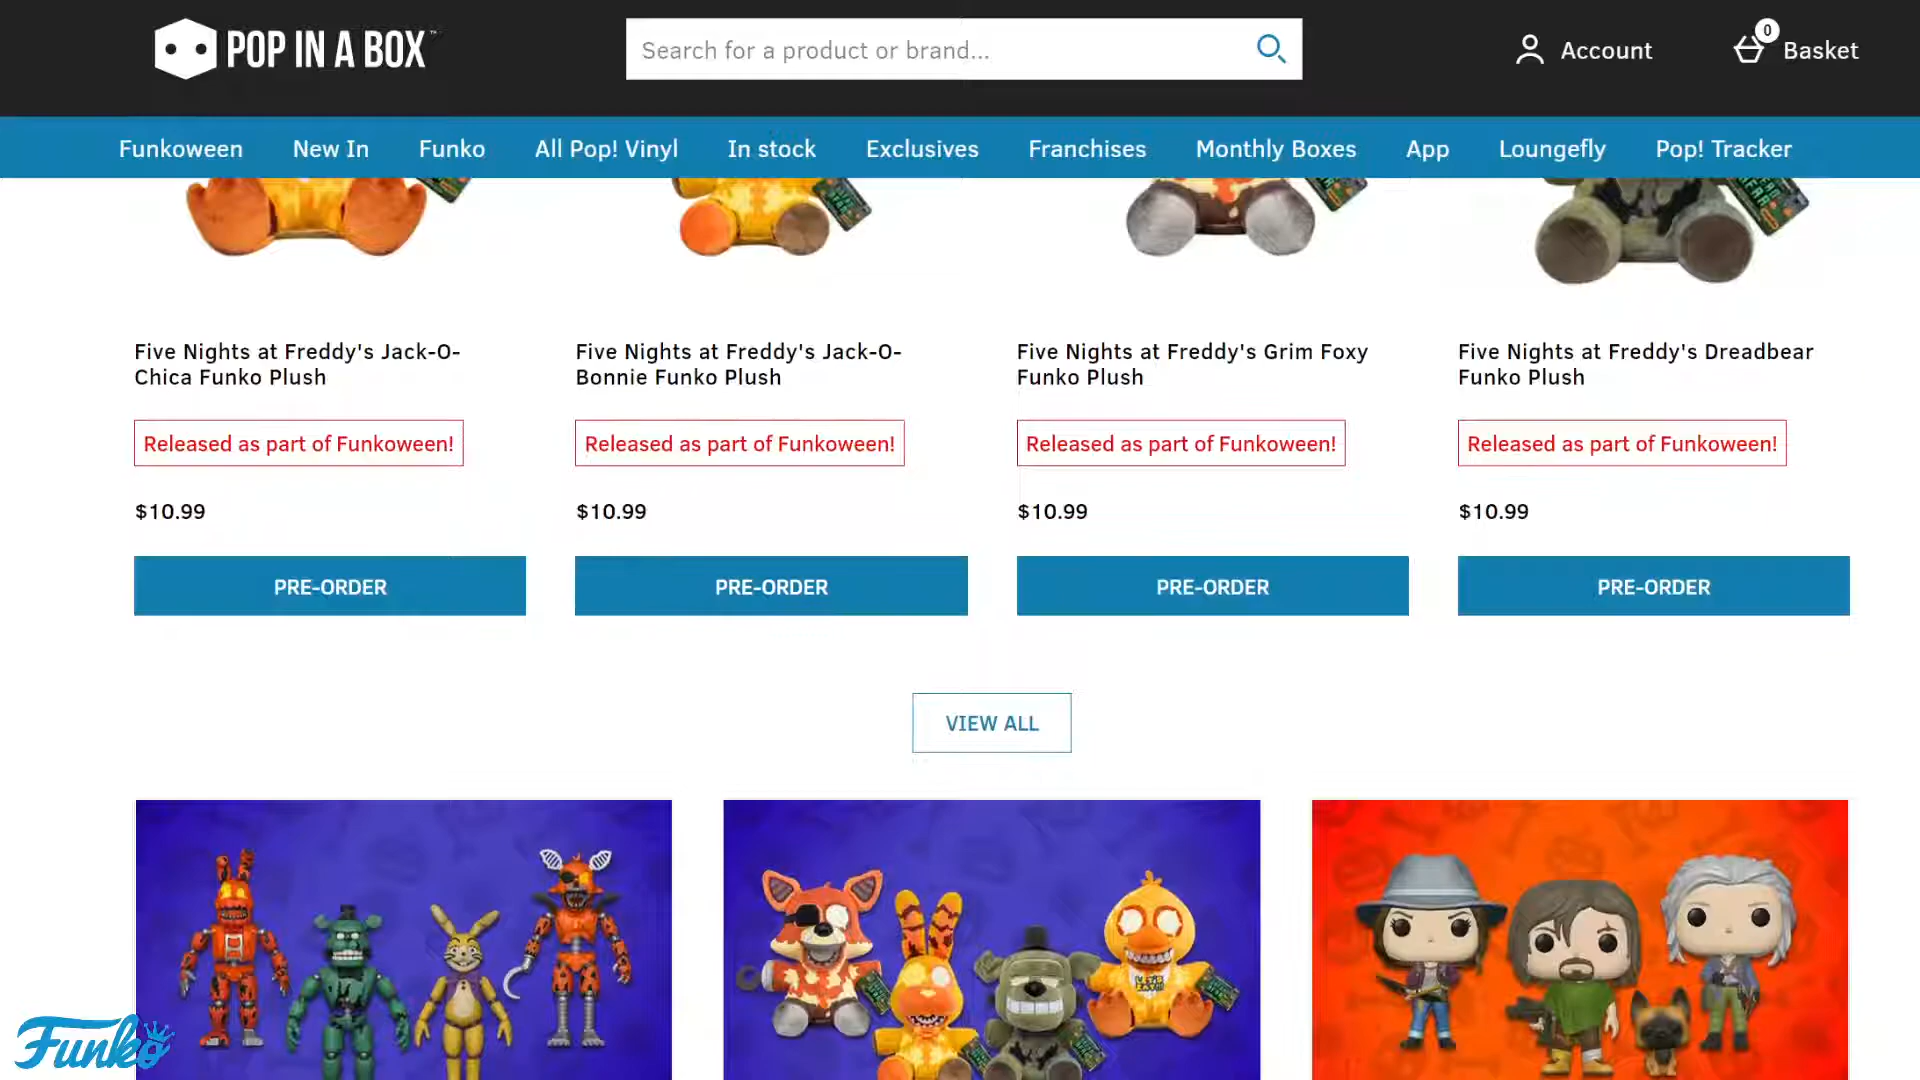 POP IN A BOX™
Search for a product or brand...
Account
0
Basket
Funkoween
New In
Funko
All Pop! Vinyl
In stock
Exclusives
Franchises
Monthly Boxes
App
Loungefly
Pop! Tracker
Five Nights at Freddy's Jack-O-
Chica Funko Plush
Released as part of Funkoween!
$10.99
PRE-ORDER
Five Nights at Freddy's Jack-O-
Bonnie Funko Plush
Released as part of Funkoween!
$10.99
PRE-ORDER
Five Nights at Freddy's Grim Foxy
Funko Plush
Released as part of Funkoween!
$10.99
PRE-ORDER
Five Nights at Freddy's Dreadbear
Funko Plush
Released as part of Funkoween!
$10.99
PRE-ORDER
VIEW ALL
LET'S
EAT!!!
Funko